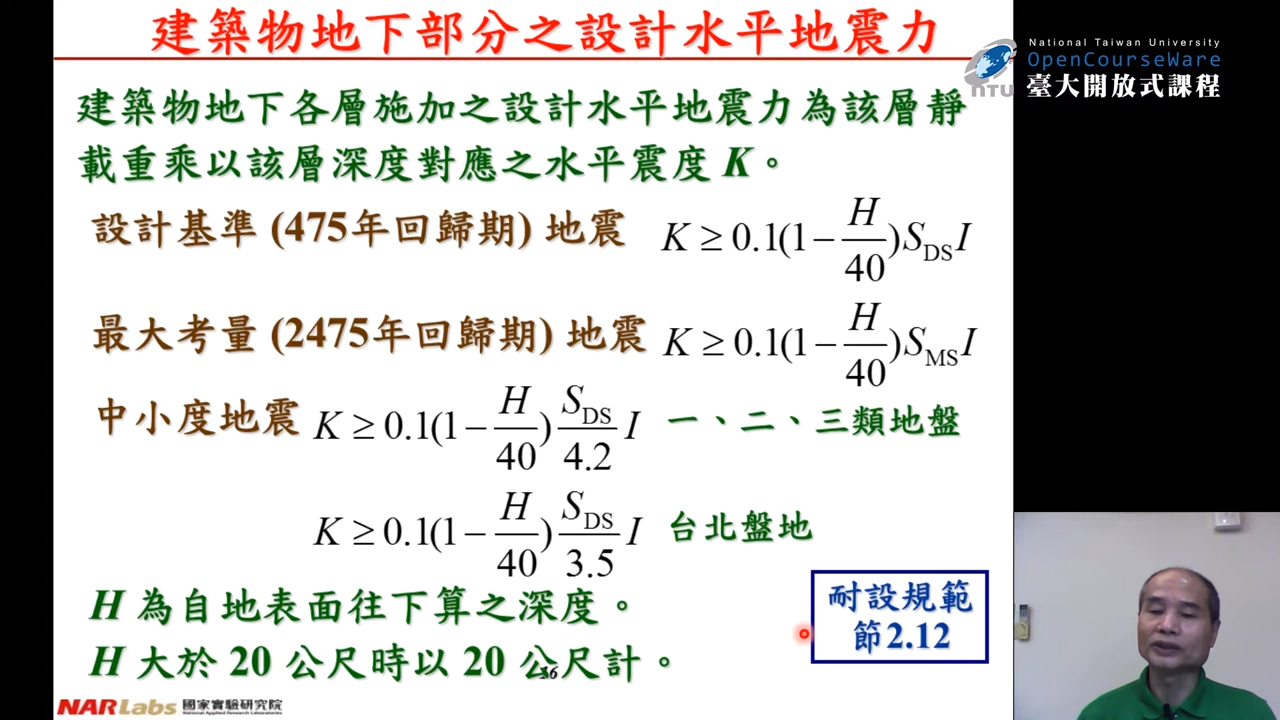 建築物地下部分之設計水平地震力
National Taiwan University
OpenCourseWare
臺大開放式課程
NTU
建築物地下各層施加之設計水平地震力為該層靜
載重乘以該層深度對應之水平震度 K。
設計基準 (475年回歸期) 地震 K ≥ 0.1(1 − H/40)S_DS I
最大考量 (2475年回歸期) 地震 K ≥ 0.1(1 − H/40)S_MS I
中小度地震 K ≥ 0.1(1 − H/40) S_DS/4.2 I 一、二、三類地盤
K ≥ 0.1(1 − H/40) S_DS/3.5 I 台北盤地
H 為自地表面往下算之深度。
H 大於 20 公尺時以 20 公尺計。
耐設規範
節2.12
NARLabs 國家實驗研究院
National Applied Research Laboratories